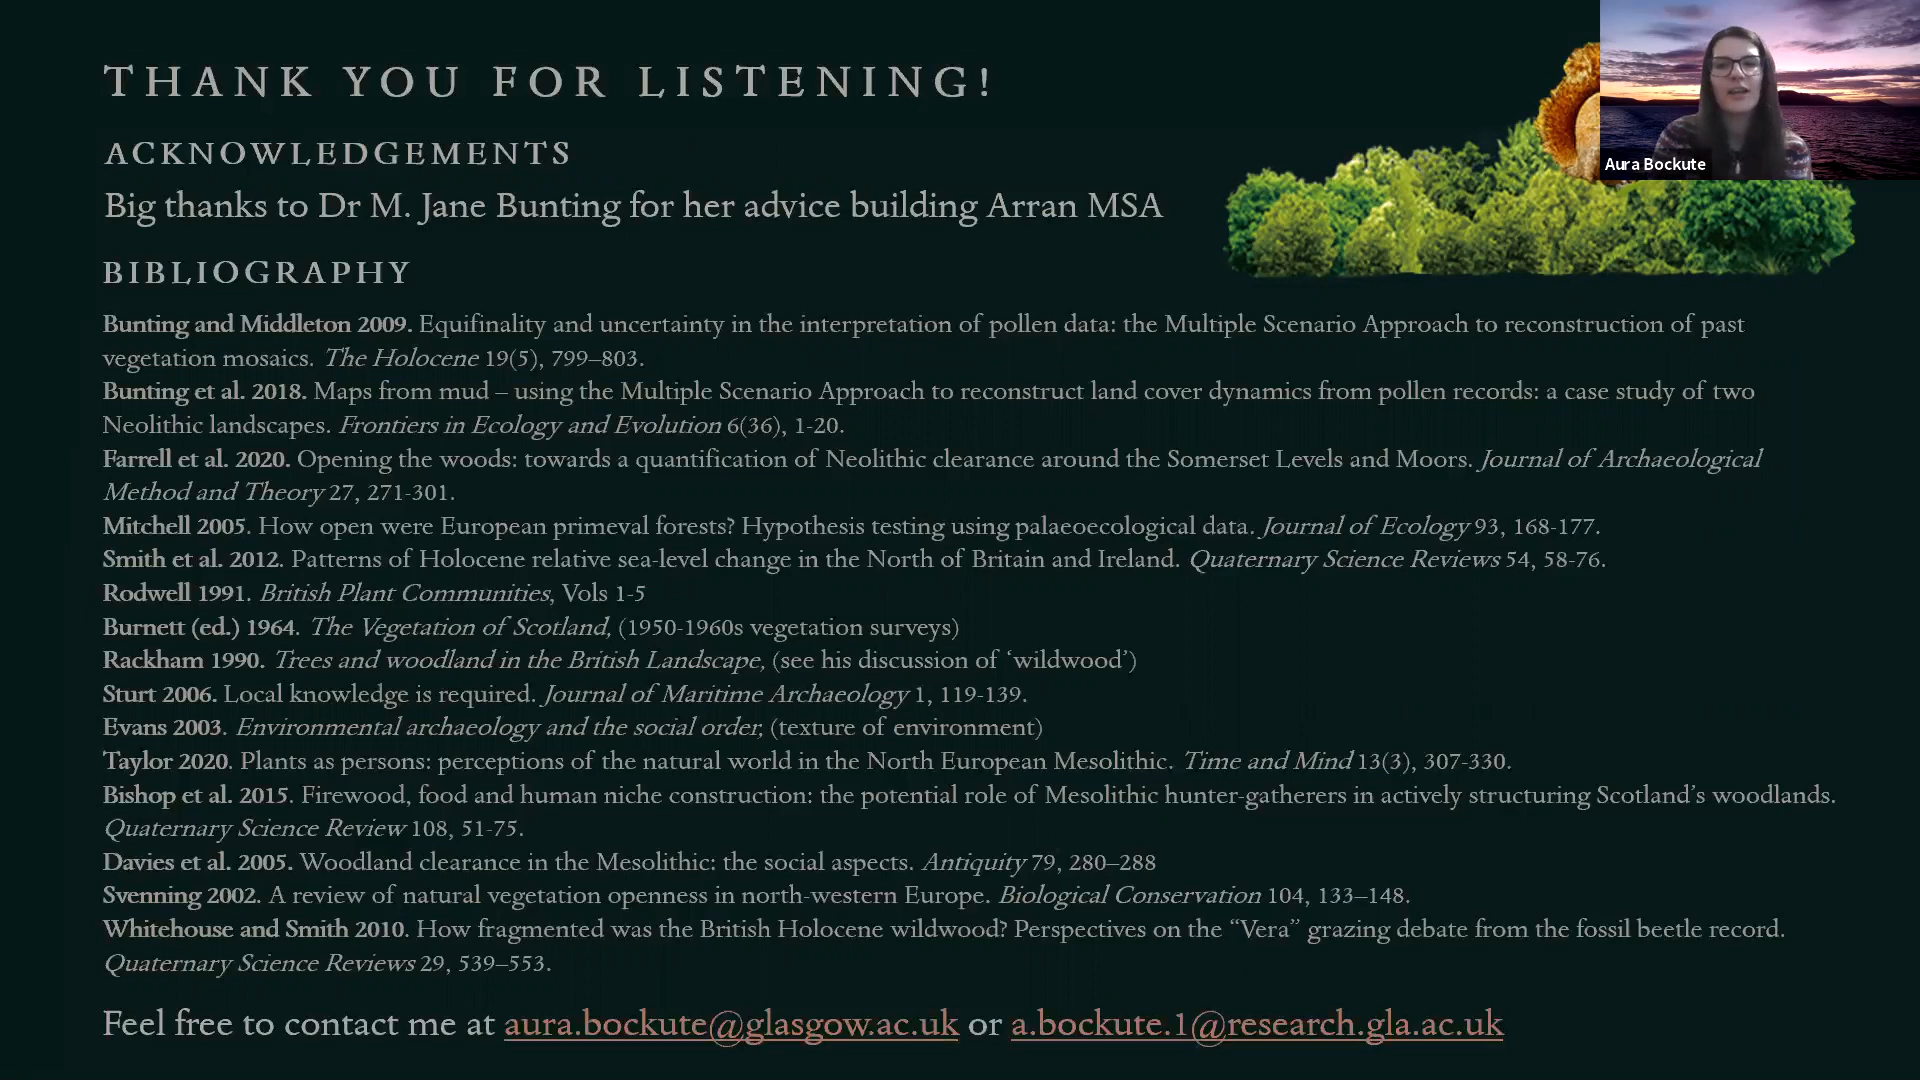 THANK YOU FOR LISTENING!
Aura Bockute
ACKNOWLEDGEMENTS
Big thanks to Dr M. Jane Bunting for her advice building Arran MSA
BIBLIOGRAPHY
Bunting and Middleton 2009. Equifinality and uncertainty in the interpretation of pollen data: the Multiple Scenario Approach to reconstruction of past
vegetation mosaics. The Holocene 19(5), 799–803.
Bunting et al. 2018. Maps from mud – using the Multiple Scenario Approach to reconstruct land cover dynamics from pollen records: a case study of two
Neolithic landscapes. Frontiers in Ecology and Evolution 6(36), 1-20.
Farrell et al. 2020. Opening the woods: towards a quantification of Neolithic clearance around the Somerset Levels and Moors. Journal of Archaeological
Method and Theory 27, 271-301.
Mitchell 2005. How open were European primeval forests? Hypothesis testing using palaeoecological data. Journal of Ecology 93, 168-177.
Smith et al. 2012. Patterns of Holocene relative sea-level change in the North of Britain and Ireland. Quaternary Science Reviews 54, 58-76.
Rodwell 1991. British Plant Communities, Vols 1-5
Burnett (ed.) 1964. The Vegetation of Scotland, (1950-1960s vegetation surveys)
Rackham 1990. Trees and woodland in the British Landscape, (see his discussion of ‘wildwood’)
Sturt 2006. Local knowledge is required. Journal of Maritime Archaeology 1, 119-139.
Evans 2003. Environmental archaeology and the social order, (texture of environment)
Taylor 2020. Plants as persons: perceptions of the natural world in the North European Mesolithic. Time and Mind 13(3), 307-330.
Bishop et al. 2015. Firewood, food and human niche construction: the potential role of Mesolithic hunter-gatherers in actively structuring Scotland’s woodlands.
Quaternary Science Review 108, 51-75.
Davies et al. 2005. Woodland clearance in the Mesolithic: the social aspects. Antiquity 79, 280–288
Svenning 2002. A review of natural vegetation openness in north-western Europe. Biological Conservation 104, 133–148.
Whitehouse and Smith 2010. How fragmented was the British Holocene wildwood? Perspectives on the “Vera” grazing debate from the fossil beetle record.
Quaternary Science Reviews 29, 539–553.
Feel free to contact me at aura.bockute@glasgow.ac.uk or a.bockute.1@research.gla.ac.uk